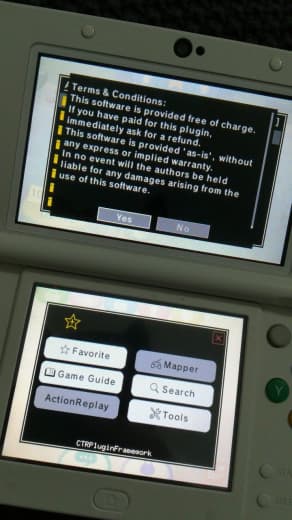 Terms & Conditions:
This software is provided free of charge.
If you have paid for this plugin,
immediately ask for a refund.
This software is provided 'as-is', without
any express or implied warranty.
In no event will the authors be held
liable for any damages arising from the
use of this software.
Yes
No
Favorite
Mapper
Game Guide
Search
ActionReplay
Tools
CTRPluginFramework
Y